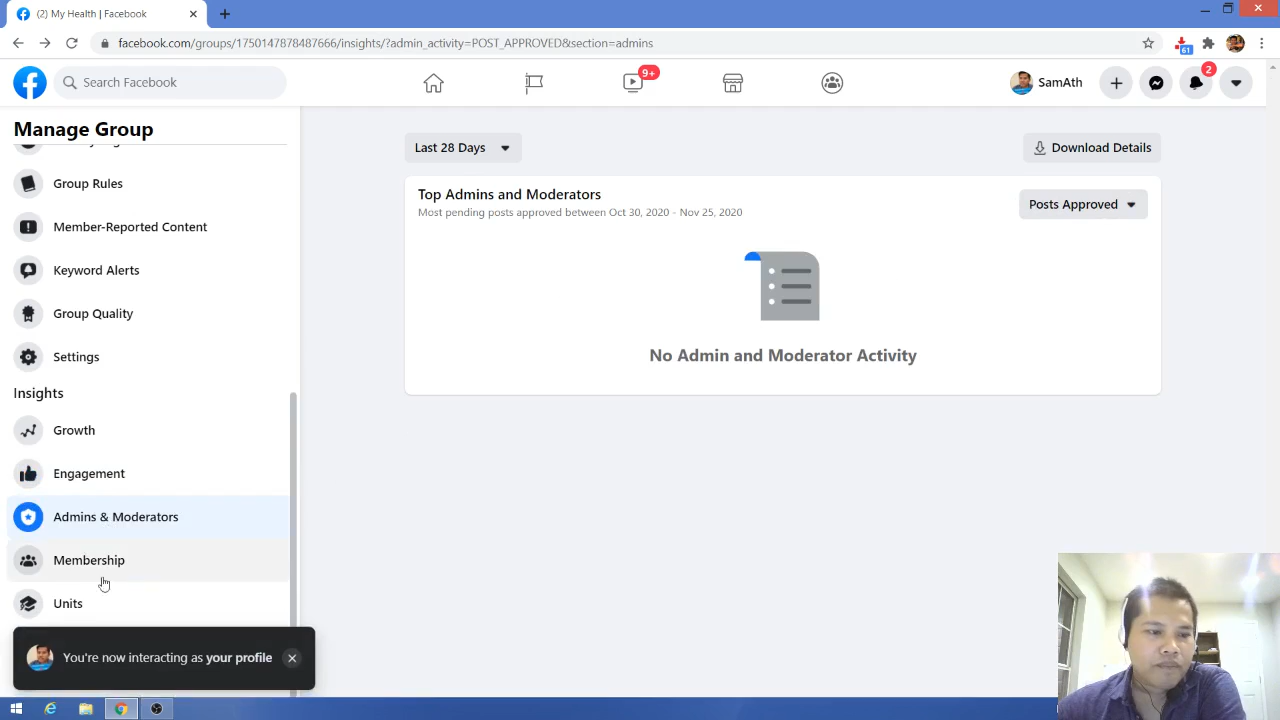 (2) My Health | Facebook
facebook.com/groups/1750147878487666/insights/?admin_activity=POST_APPROVED&section=admins
61
Search Facebook
9+
SamAth
2
Manage Group
Group Rules
Member-Reported Content
Keyword Alerts
Group Quality
Settings
Insights
Growth
Engagement
Admins & Moderators
Membership
Units
You're now interacting as your profile
Last 28 Days
Download Details
Top Admins and Moderators
Most pending posts approved between Oct 30, 2020 - Nov 25, 2020
Posts Approved
No Admin and Moderator Activity